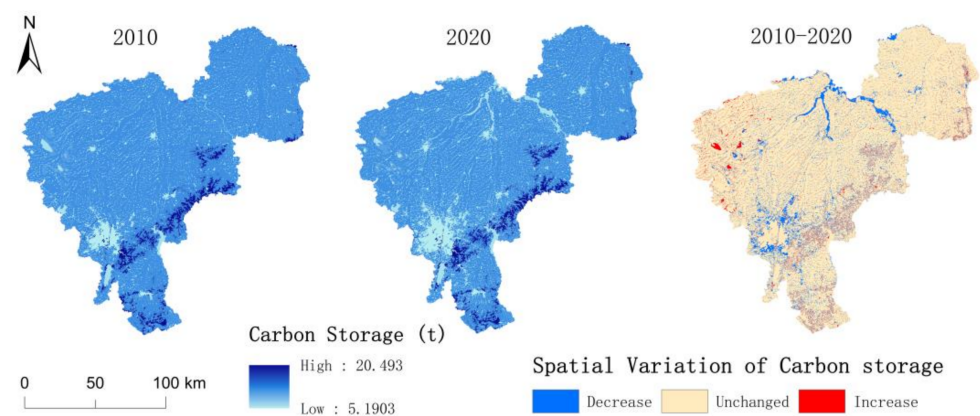 N
2010
2020
2010-2020
Carbon Storage (t)
High : 20.493
Low : 5.1903
0 50 100 km
Spatial Variation of Carbon storage
Decrease Unchanged Increase